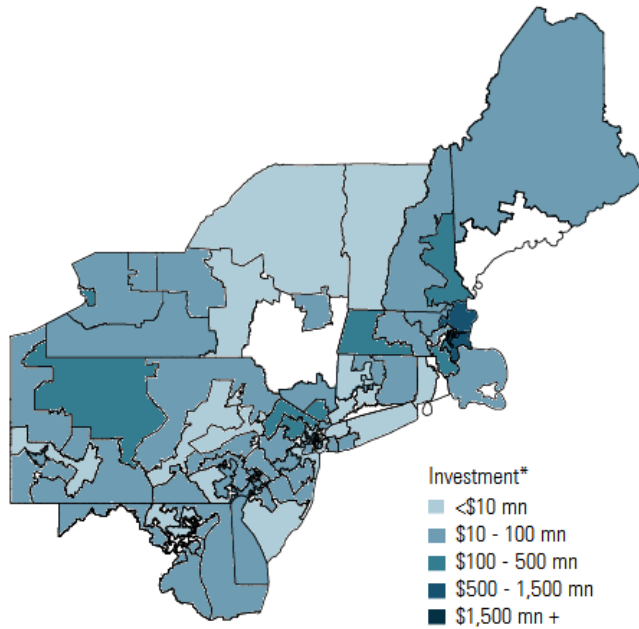 Investment*
<$10 mn
$10 - 100 mn
$100 - 500 mn
$500 - 1,500 mn
$1,500 mn +